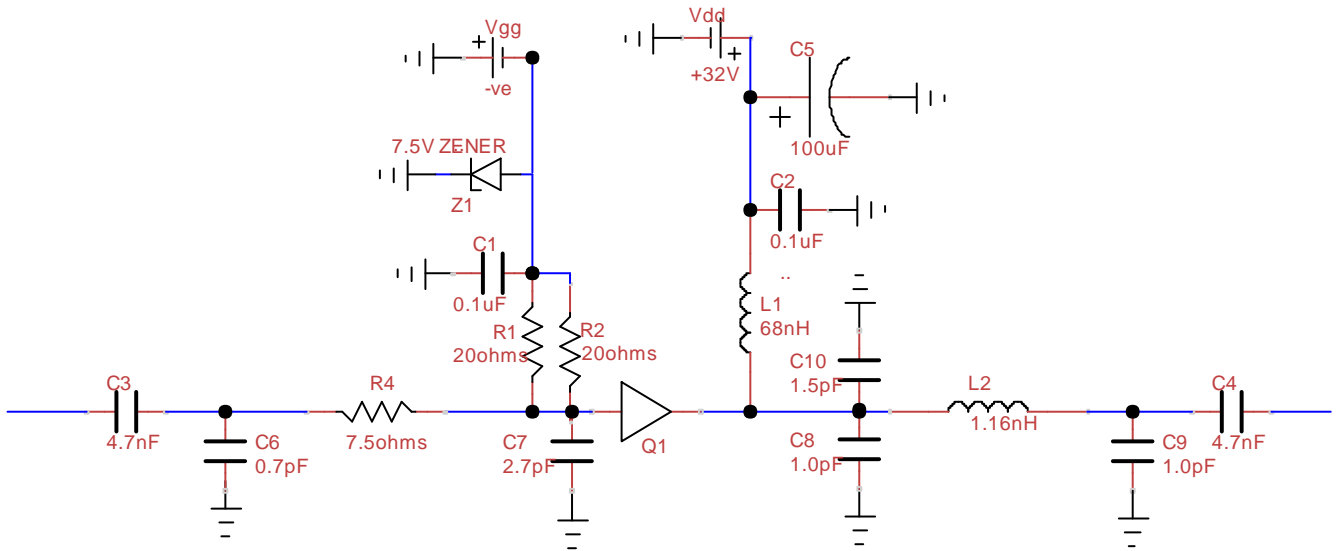 Vgg
+
-ve
Vdd
+
+32V
C5
+
100uF
7.5V ZENER
Z1
C2
0.1uF
C1
0.1uF
..
L1
68nH
R1
20ohms
R2
20ohms
C10
1.5pF
C3
4.7nF
R4
7.5ohms
L2
1.16nH
C4
4.7nF
C6
0.7pF
C7
2.7pF
Q1
C8
1.0pF
C9
1.0pF